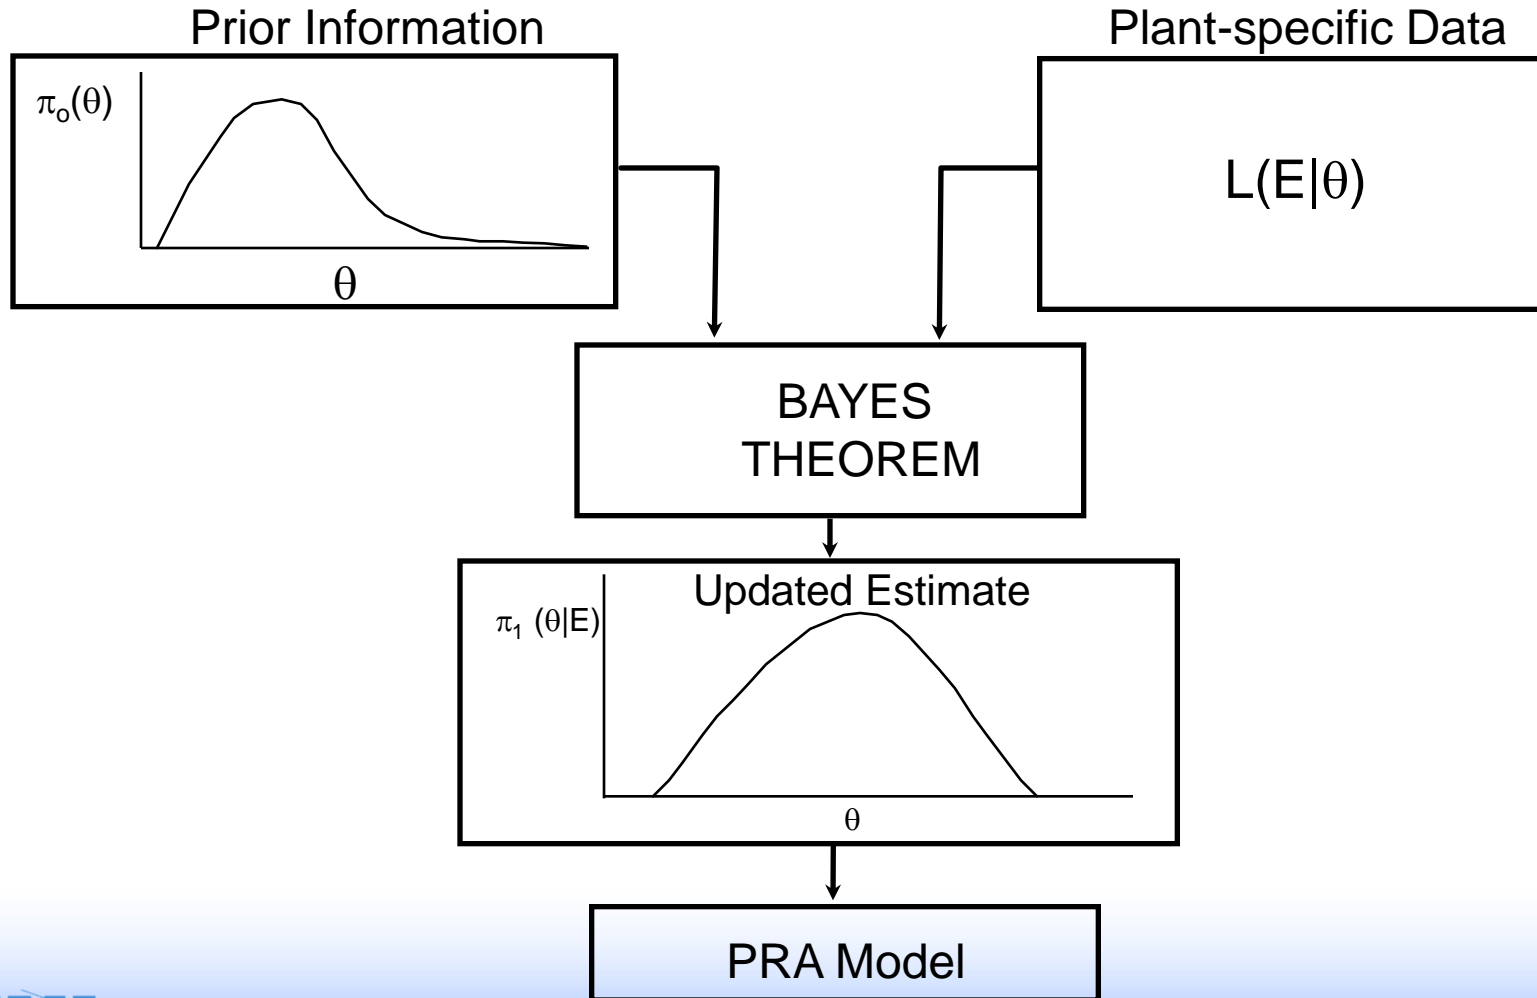 Prior Information
Plant-specific Data
π₀(θ)
θ
L(E|θ)
BAYES
THEOREM
Updated Estimate
π₁ (θ|E)
θ
PRA Model